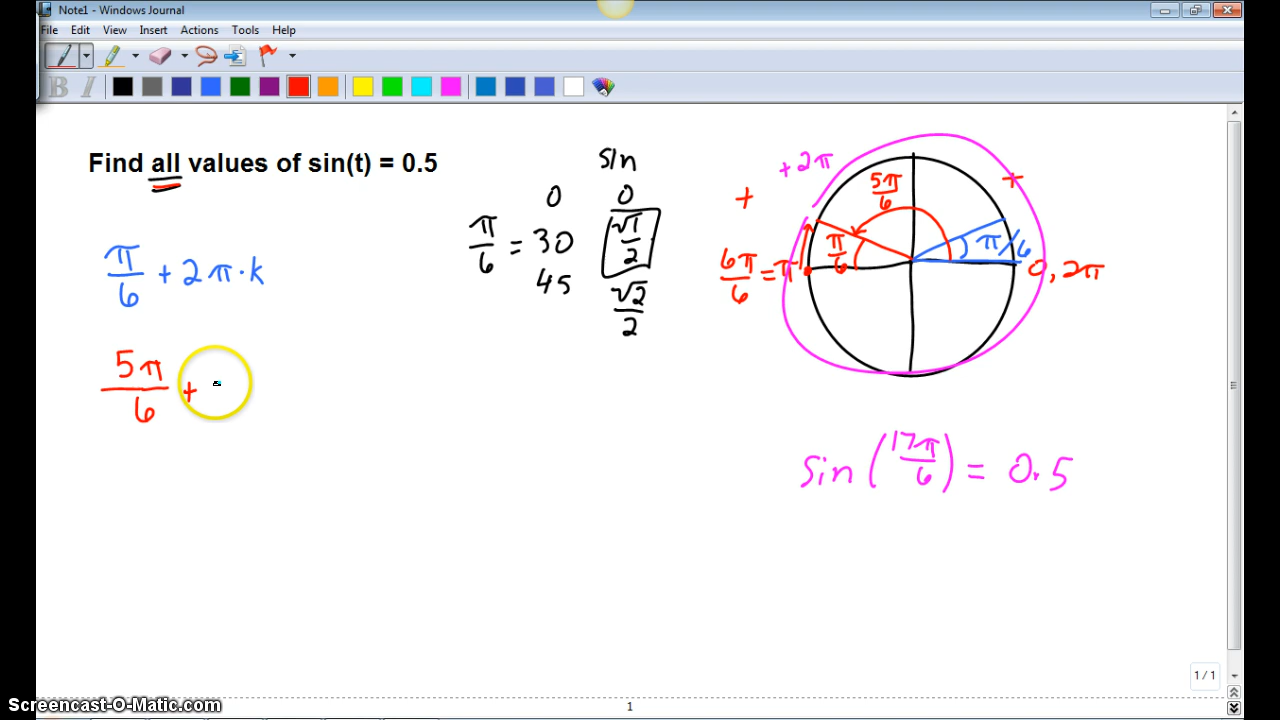 Note1 - Windows Journal
File Edit View Insert Actions Tools Help
B I
Find all values of sin(t) = 0.5
π/6 + 2π·k
5π/6 +
sin
0 0
π/6 = 30 √1/2
45 √2/2
+2π
+ +
5π/6
π/6 π/6
6π/6 = π 0, 2π
sin(17π/6) = 0.5
1 / 1
1
Screencast-O-Matic.com